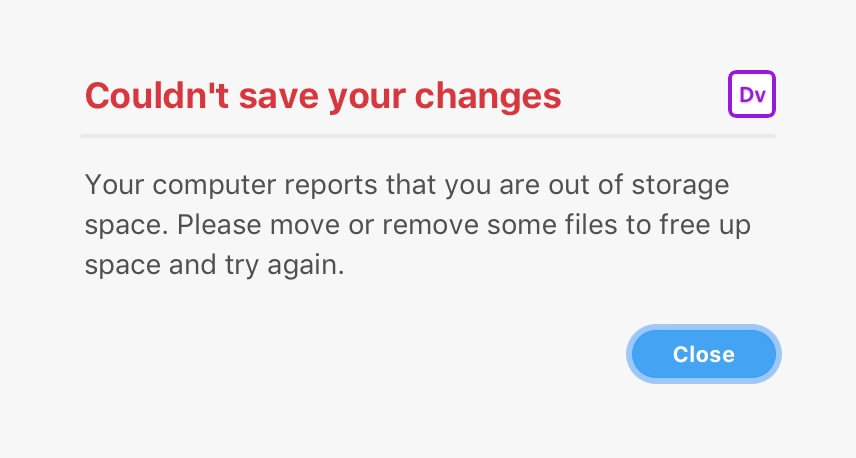 Couldn't save your changes
Dv
Your computer reports that you are out of storage
space. Please move or remove some files to free up
space and try again.
Close